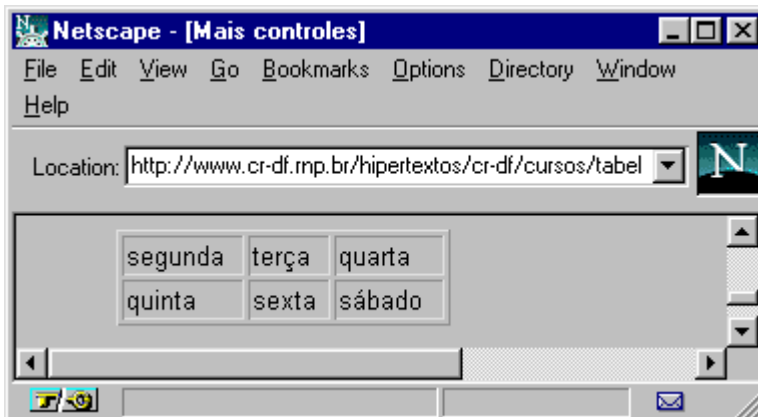 Netscape - [Mais controles]
File Edit View Go Bookmarks Options Directory Window
Help
Location: http://www.cr-df.rnp.br/hipertextos/cr-df/cursos/tabel
N
segunda terça quarta
quinta sexta sábado